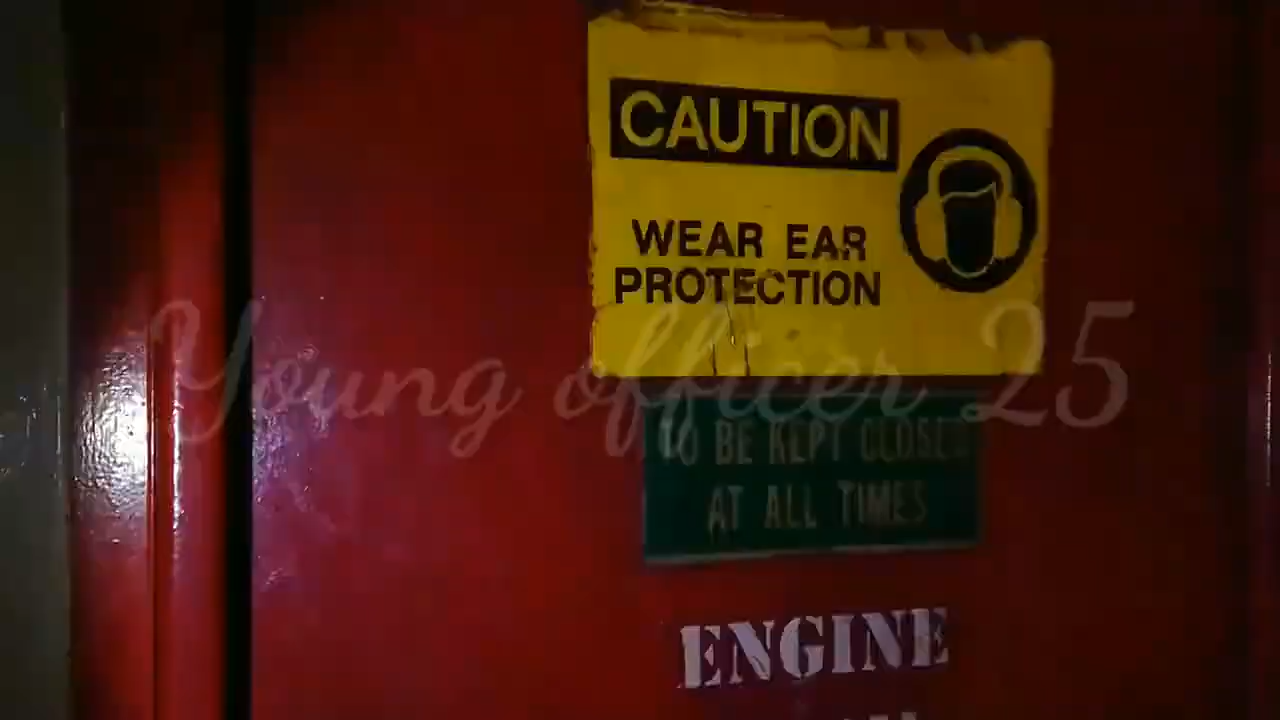 CAUTION
WEAR EAR
PROTECTION
Young officer 25
TO BE KEPT CLOSED
AT ALL TIMES
ENGINE